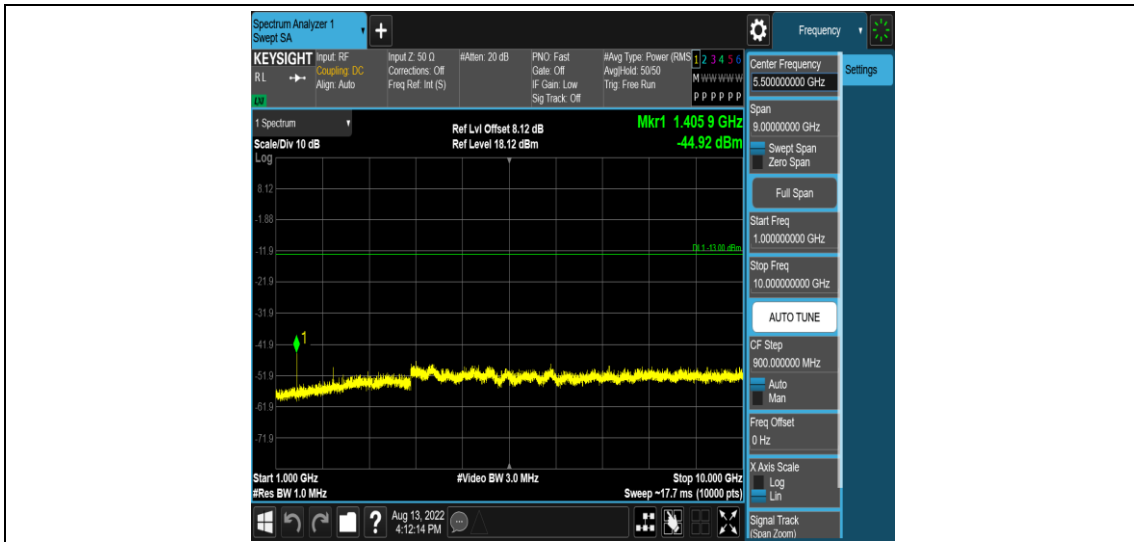 Spectrum Analyzer 1
Swept SA
Frequency
KEYSIGHT
RL
LXI
Input: RF
Coupling: DC
Align: Auto
Input Z: 50 Ω
Corrections: Off
Freq Ref: Int (S)
#Atten: 20 dB
PNO: Fast
Gate: Off
IF Gain: Low
Sig Track: Off
#Avg Type: Power (RMS
Avg|Hold: 50/50
Trig: Free Run
1 2 3 4 5 6
M W W W W W
P P P P P P
Settings
Center Frequency
5.500000000 GHz
Span
9.00000000 GHz
Swept Span
Zero Span
Full Span
Start Freq
1.000000000 GHz
Stop Freq
10.000000000 GHz
AUTO TUNE
CF Step
900.000000 MHz
Auto
Man
Freq Offset
0 Hz
X Axis Scale
Log
Lin
Signal Track
(Span Zoom)
1 Spectrum
Scale/Div 10 dB
Ref Lvl Offset 8.12 dB
Ref Level 18.12 dBm
Mkr1 1.405 9 GHz
-44.92 dBm
Log
8.12
-1.88
-11.9
DL1 -13.00 dBm
-21.9
-31.9
-41.9
1
-51.9
-61.9
-71.9
Start 1.000 GHz
#Res BW 1.0 MHz
#Video BW 3.0 MHz
Stop 10.000 GHz
Sweep ~17.7 ms (10000 pts)
Aug 13, 2022
4:12:14 PM